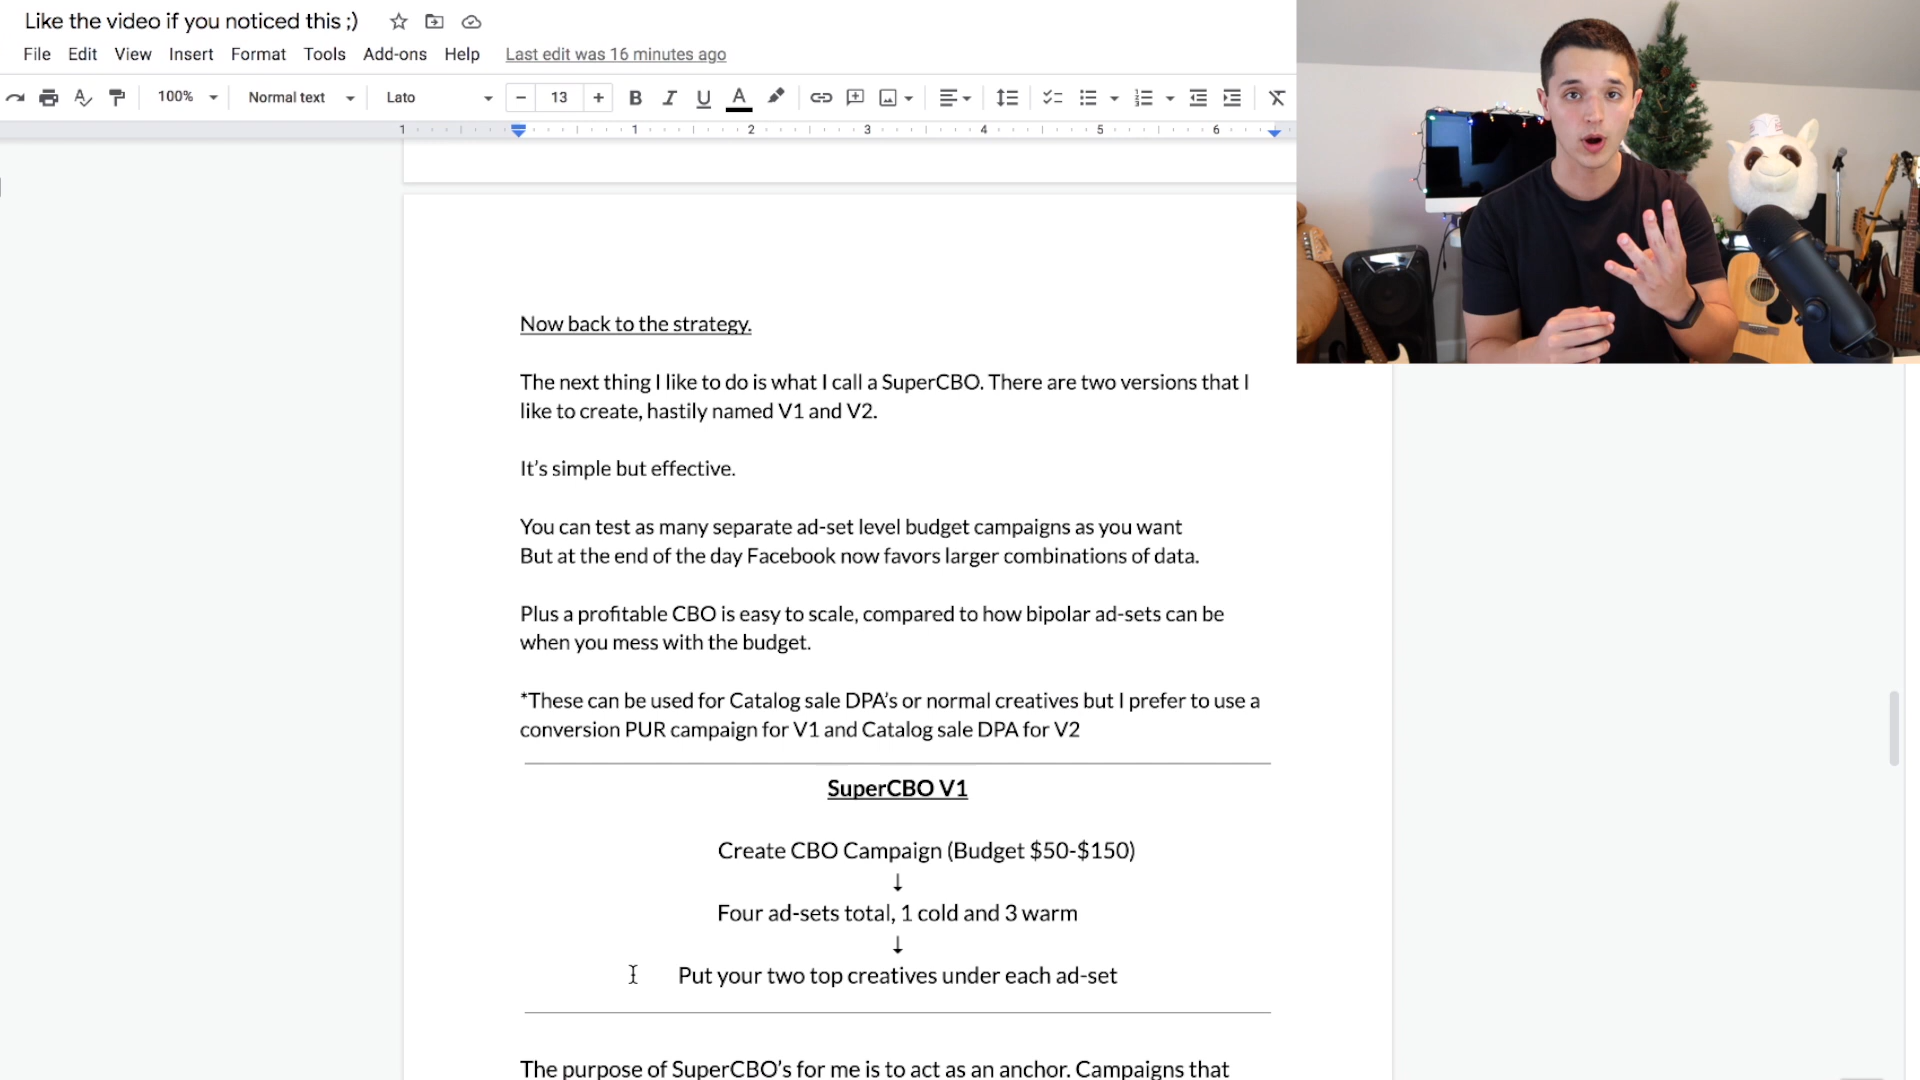 Like the video if you noticed this ;)
File Edit View Insert Format Tools Add-ons Help Last edit was 16 minutes ago
100% Normal text Lato 13 B I U A
1 1 2 3 4 5 6
Now back to the strategy.
The next thing I like to do is what I call a SuperCBO. There are two versions that I
like to create, hastily named V1 and V2.
It’s simple but effective.
You can test as many separate ad-set level budget campaigns as you want
But at the end of the day Facebook now favors larger combinations of data.
Plus a profitable CBO is easy to scale, compared to how bipolar ad-sets can be
when you mess with the budget.
*These can be used for Catalog sale DPA’s or normal creatives but I prefer to use a
conversion PUR campaign for V1 and Catalog sale DPA for V2
SuperCBO V1
Create CBO Campaign (Budget $50-$150)
↓
Four ad-sets total, 1 cold and 3 warm
↓
Put your two top creatives under each ad-set
The purpose of SuperCBO’s for me is to act as an anchor. Campaigns that